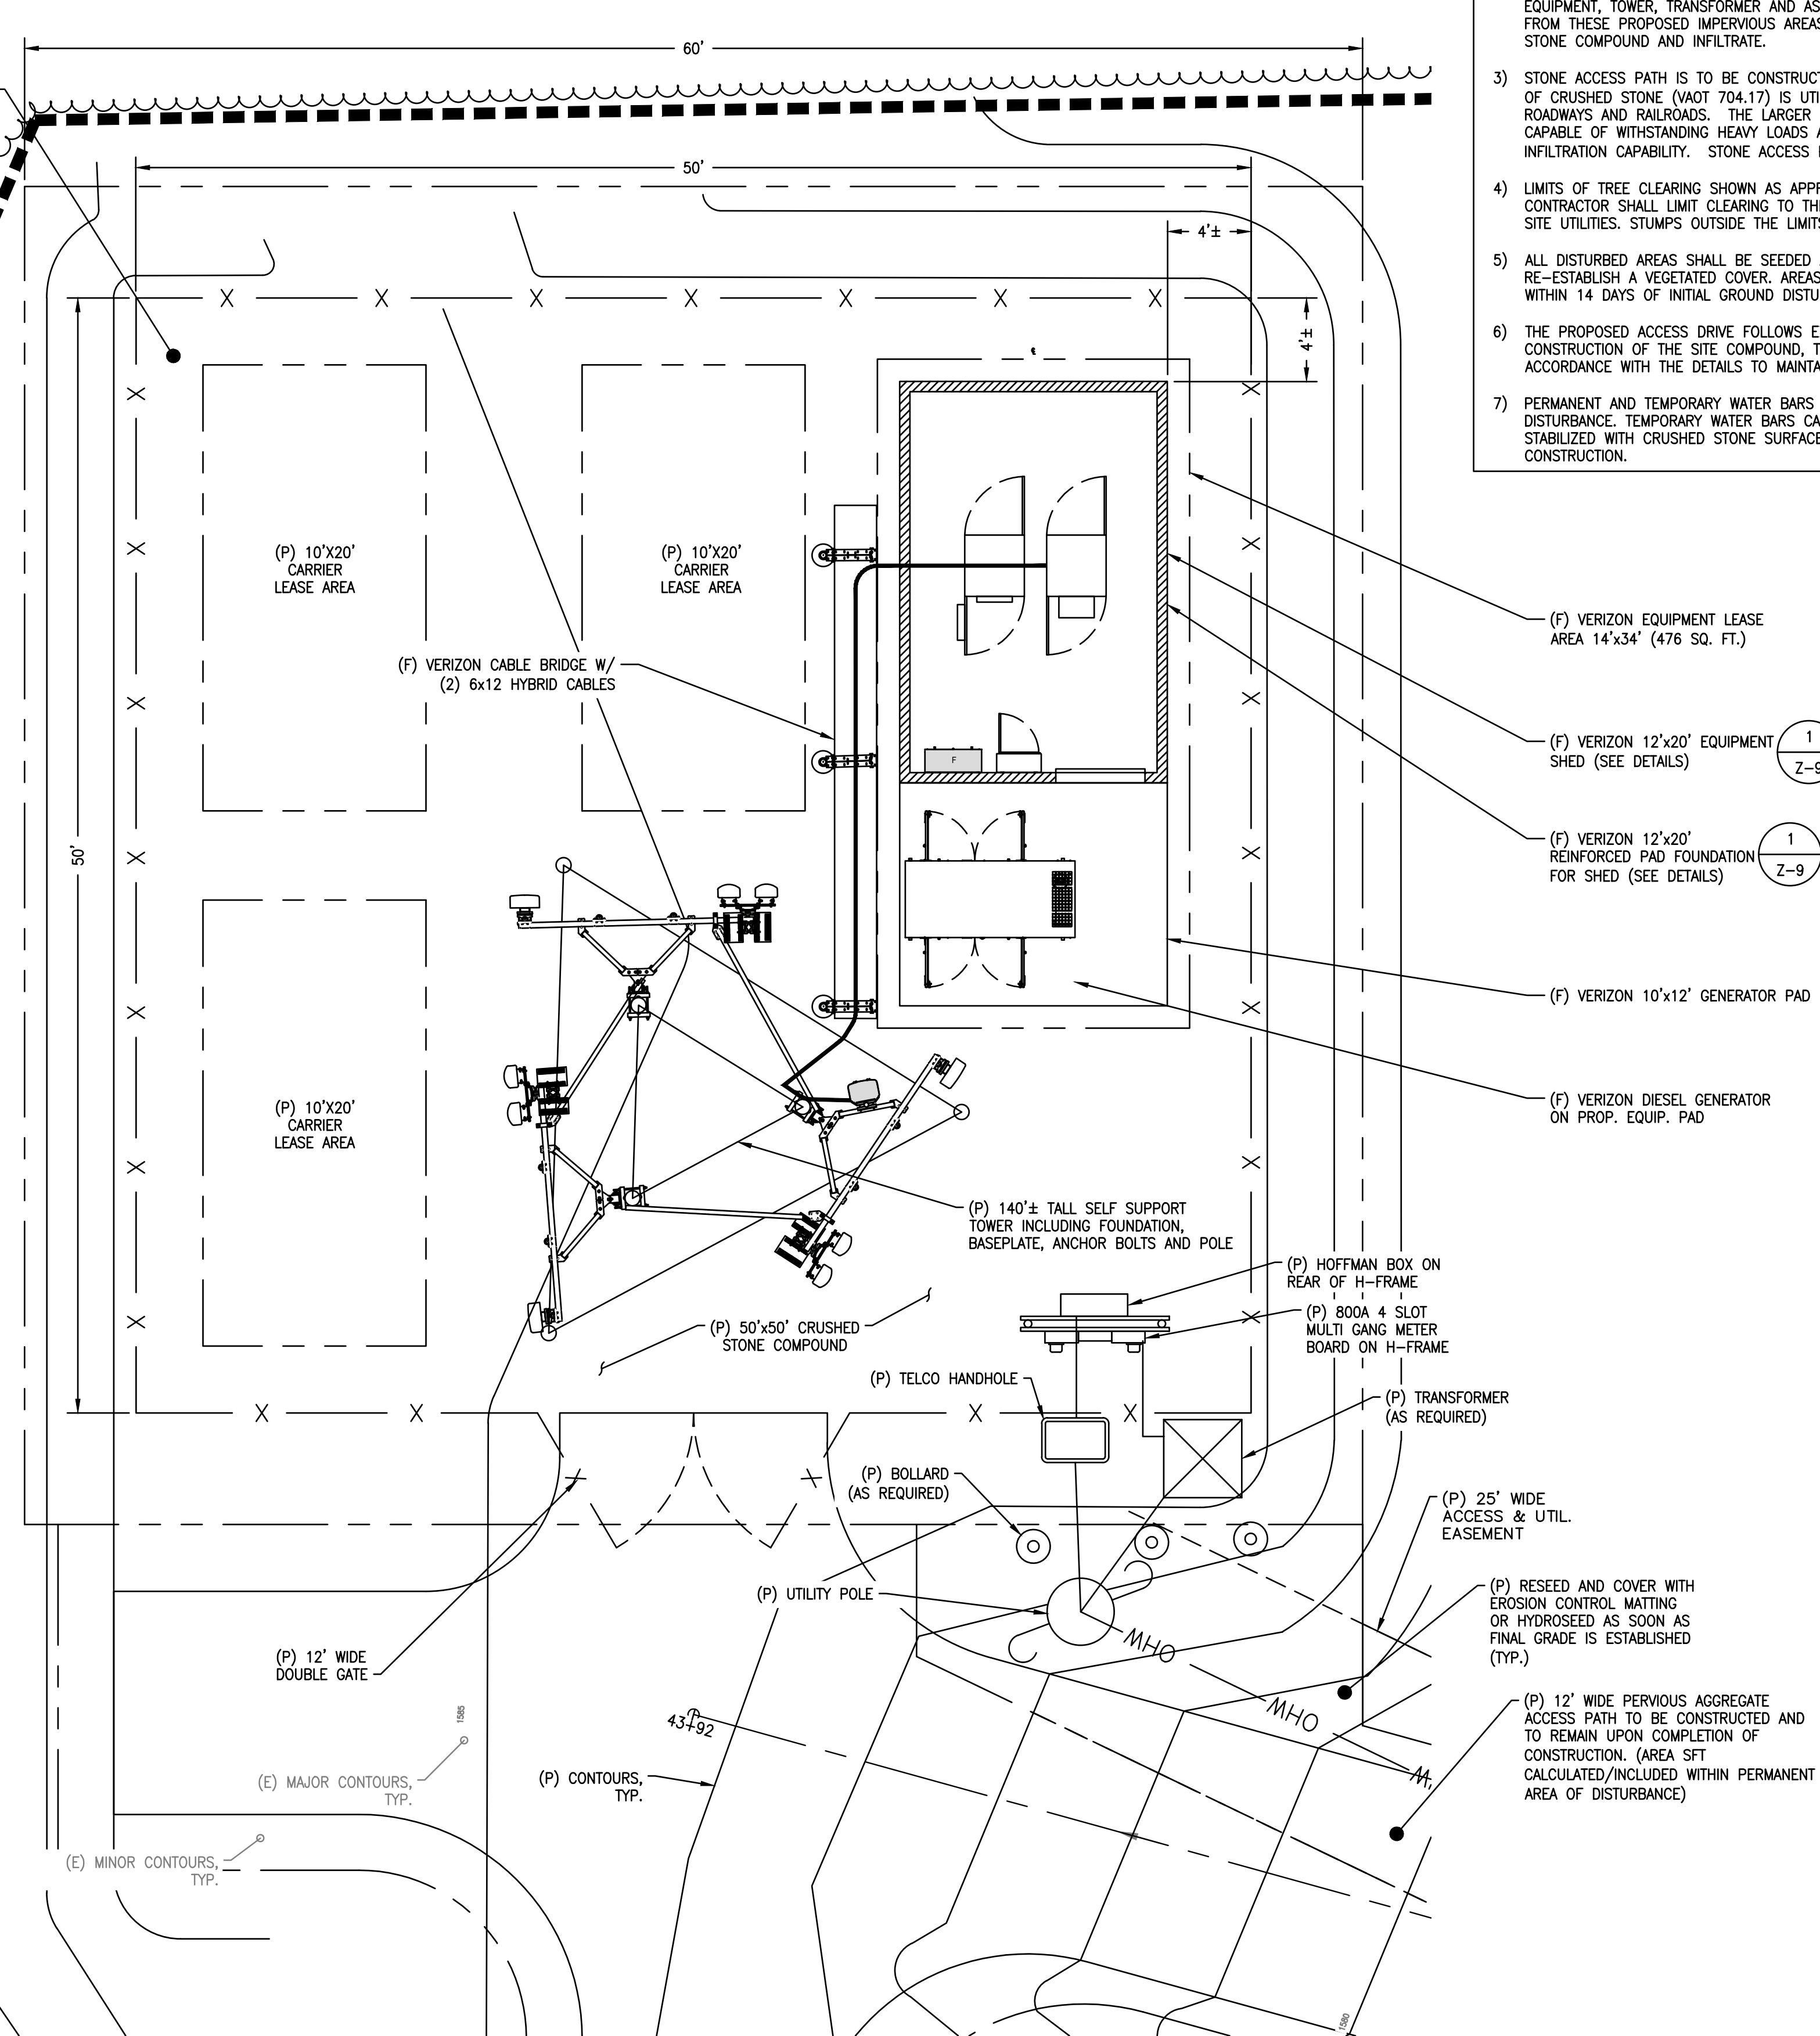 EQUIPMENT, TOWER, TRANSFORMER AND
FROM THESE PROPOSED IMPERVIOUS
STONE COMPOUND AND INFILTRATE.
3) STONE ACCESS PATH IS TO BE
OF CRUSHED STONE (VAOT 704.17) IS
ROADWAYS AND RAILROADS. THE LARGER
CAPABLE OF WITHSTANDING HEAVY LOADS
INFILTRATION CAPABILITY. STONE ACCESS
4) LIMITS OF TREE CLEARING SHOWN AS
CONTRACTOR SHALL LIMIT CLEARING TO
SITE UTILITIES. STUMPS OUTSIDE THE
5) ALL DISTURBED AREAS SHALL BE SEEDED
RE-ESTABLISH A VEGETATED COVER.
WITHIN 14 DAYS OF INITIAL GROUND
6) THE PROPOSED ACCESS DRIVE FOLLOWS
CONSTRUCTION OF THE SITE COMPOUND,
ACCORDANCE WITH THE DETAILS TO
7) PERMANENT AND TEMPORARY WATER BARS
DISTURBANCE. TEMPORARY WATER BARS
STABILIZED WITH CRUSHED STONE
CONSTRUCTION.
60'
50'
4'±
4'±
50'
(P) 10'X20'
CARRIER
LEASE AREA
(P) 10'X20'
CARRIER
LEASE AREA
(F) VERIZON CABLE BRIDGE W/
(2) 6x12 HYBRID CABLES
F
(F) VERIZON EQUIPMENT LEASE
AREA 14'x34' (476 SQ. FT.)
(F) VERIZON 12'x20' EQUIPMENT
SHED (SEE DETAILS)
1
Z-9
(F) VERIZON 12'x20'
REINFORCED PAD FOUNDATION
FOR SHED (SEE DETAILS)
1
Z-9
(F) VERIZON 10'x12' GENERATOR PAD
(F) VERIZON DIESEL GENERATOR
ON PROP. EQUIP. PAD
(P) 10'X20'
CARRIER
LEASE AREA
(P) 140'± TALL SELF SUPPORT
TOWER INCLUDING FOUNDATION,
BASEPLATE, ANCHOR BOLTS AND POLE
(P) HOFFMAN BOX ON
REAR OF H-FRAME
(P) 800A 4 SLOT
MULTI GANG METER
BOARD ON H-FRAME
(P) 50'x50' CRUSHED
STONE COMPOUND
(P) TELCO HANDHOLE
(P) TRANSFORMER
(AS REQUIRED)
(P) BOLLARD
(AS REQUIRED)
(P) 25' WIDE
ACCESS & UTIL.
EASEMENT
(P) UTILITY POLE
(P) RESEED AND COVER WITH
EROSION CONTROL MATTING
OR HYDROSEED AS SOON AS
FINAL GRADE IS ESTABLISHED
(TYP.)
OHW
OHW
(P) 12' WIDE
DOUBLE GATE
43+92
(P) 12' WIDE PERVIOUS AGGREGATE
ACCESS PATH TO BE CONSTRUCTED AND
TO REMAIN UPON COMPLETION OF
CONSTRUCTION. (AREA SFT
CALCULATED/INCLUDED WITHIN PERMANENT
AREA OF DISTURBANCE)
1585
(E) MAJOR CONTOURS,
TYP.
(P) CONTOURS,
TYP.
(E) MINOR CONTOURS,
TYP.
1580